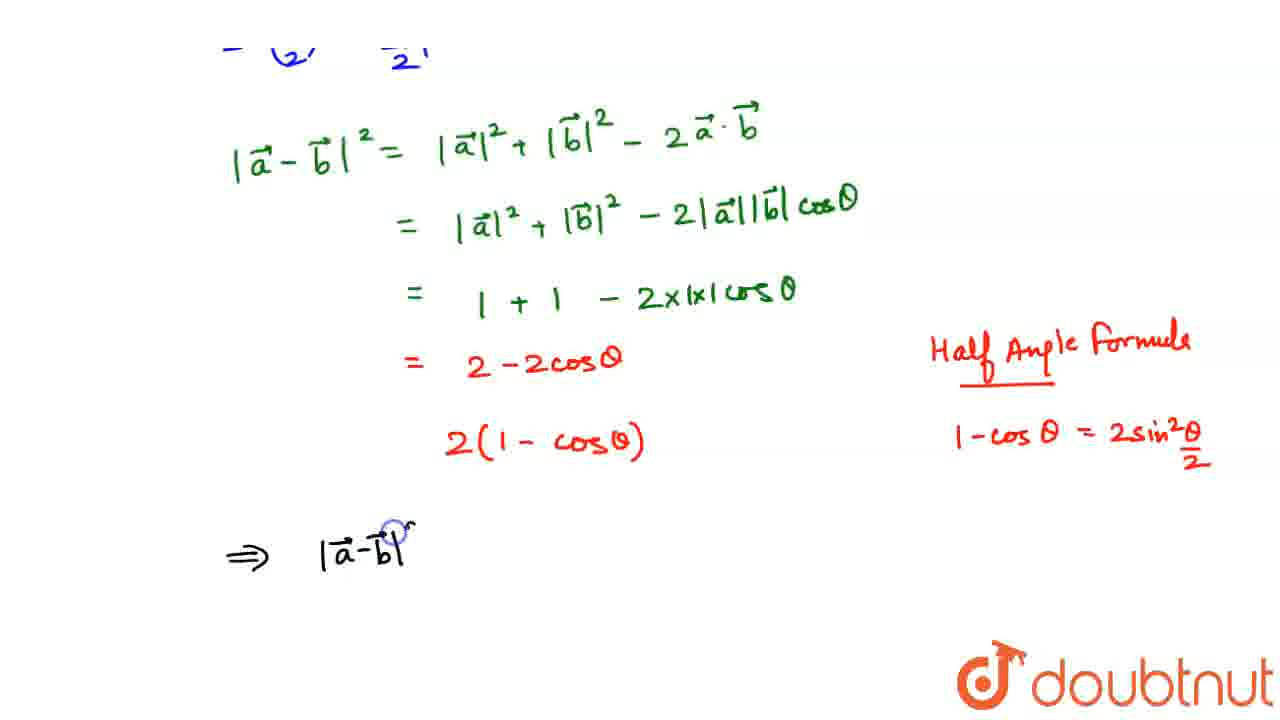 |a⃗ - b⃗|² = |a⃗|² + |b⃗|² - 2 a⃗ · b⃗
= |a⃗|² + |b⃗|² - 2|a⃗||b⃗| cosθ
= 1 + 1 - 2×1×1 cosθ
= 2 - 2cosθ
Half Angle Formula
2(1 - cosθ)
1 - cosθ = 2sin²θ/2
⇒ |a⃗ - b⃗|
doubtnut